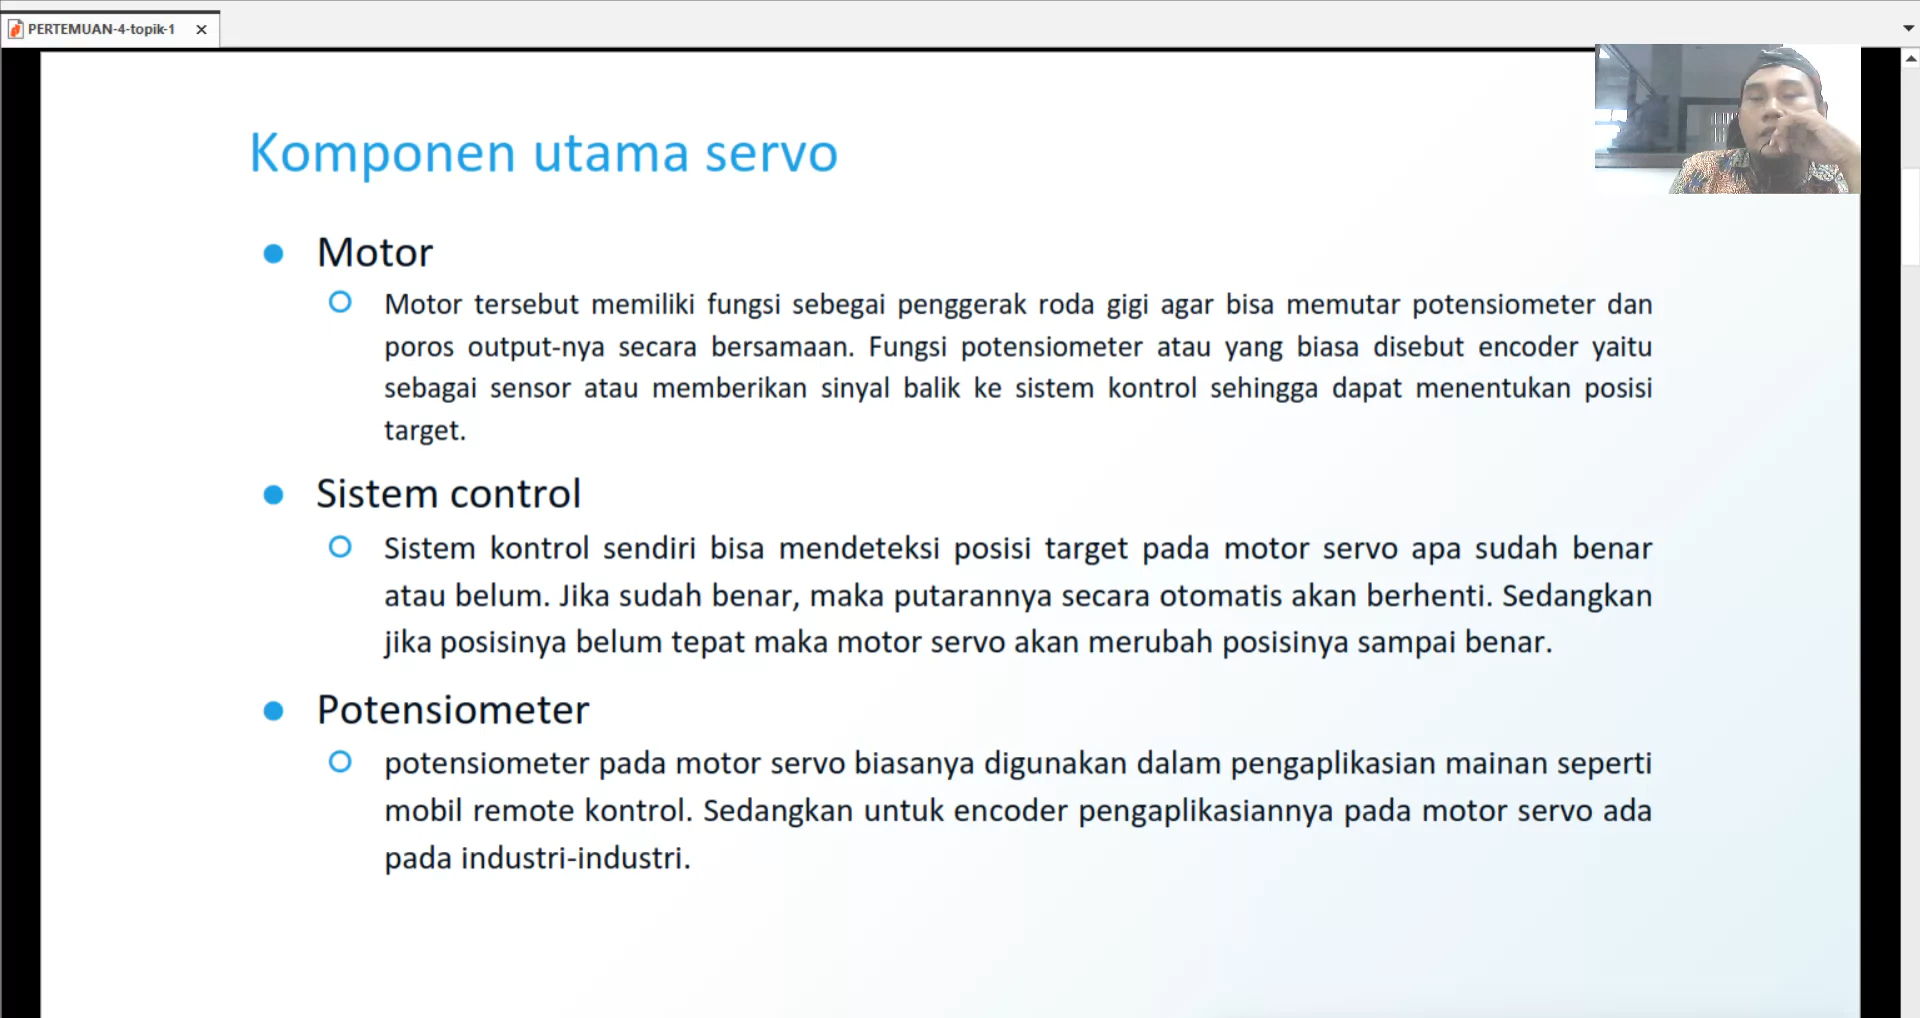 PERTEMUAN-4-topik-1
Komponen utama servo
Motor
Motor tersebut memiliki fungsi sebegai penggerak roda gigi agar bisa memutar potensiometer dan
poros output-nya secara bersamaan. Fungsi potensiometer atau yang biasa disebut encoder yaitu
sebagai sensor atau memberikan sinyal balik ke sistem kontrol sehingga dapat menentukan posisi
target.
Sistem control
Sistem kontrol sendiri bisa mendeteksi posisi target pada motor servo apa sudah benar
atau belum. Jika sudah benar, maka putarannya secara otomatis akan berhenti. Sedangkan
jika posisinya belum tepat maka motor servo akan merubah posisinya sampai benar.
Potensiometer
potensiometer pada motor servo biasanya digunakan dalam pengaplikasian mainan seperti
mobil remote kontrol. Sedangkan untuk encoder pengaplikasiannya pada motor servo ada
pada industri-industri.